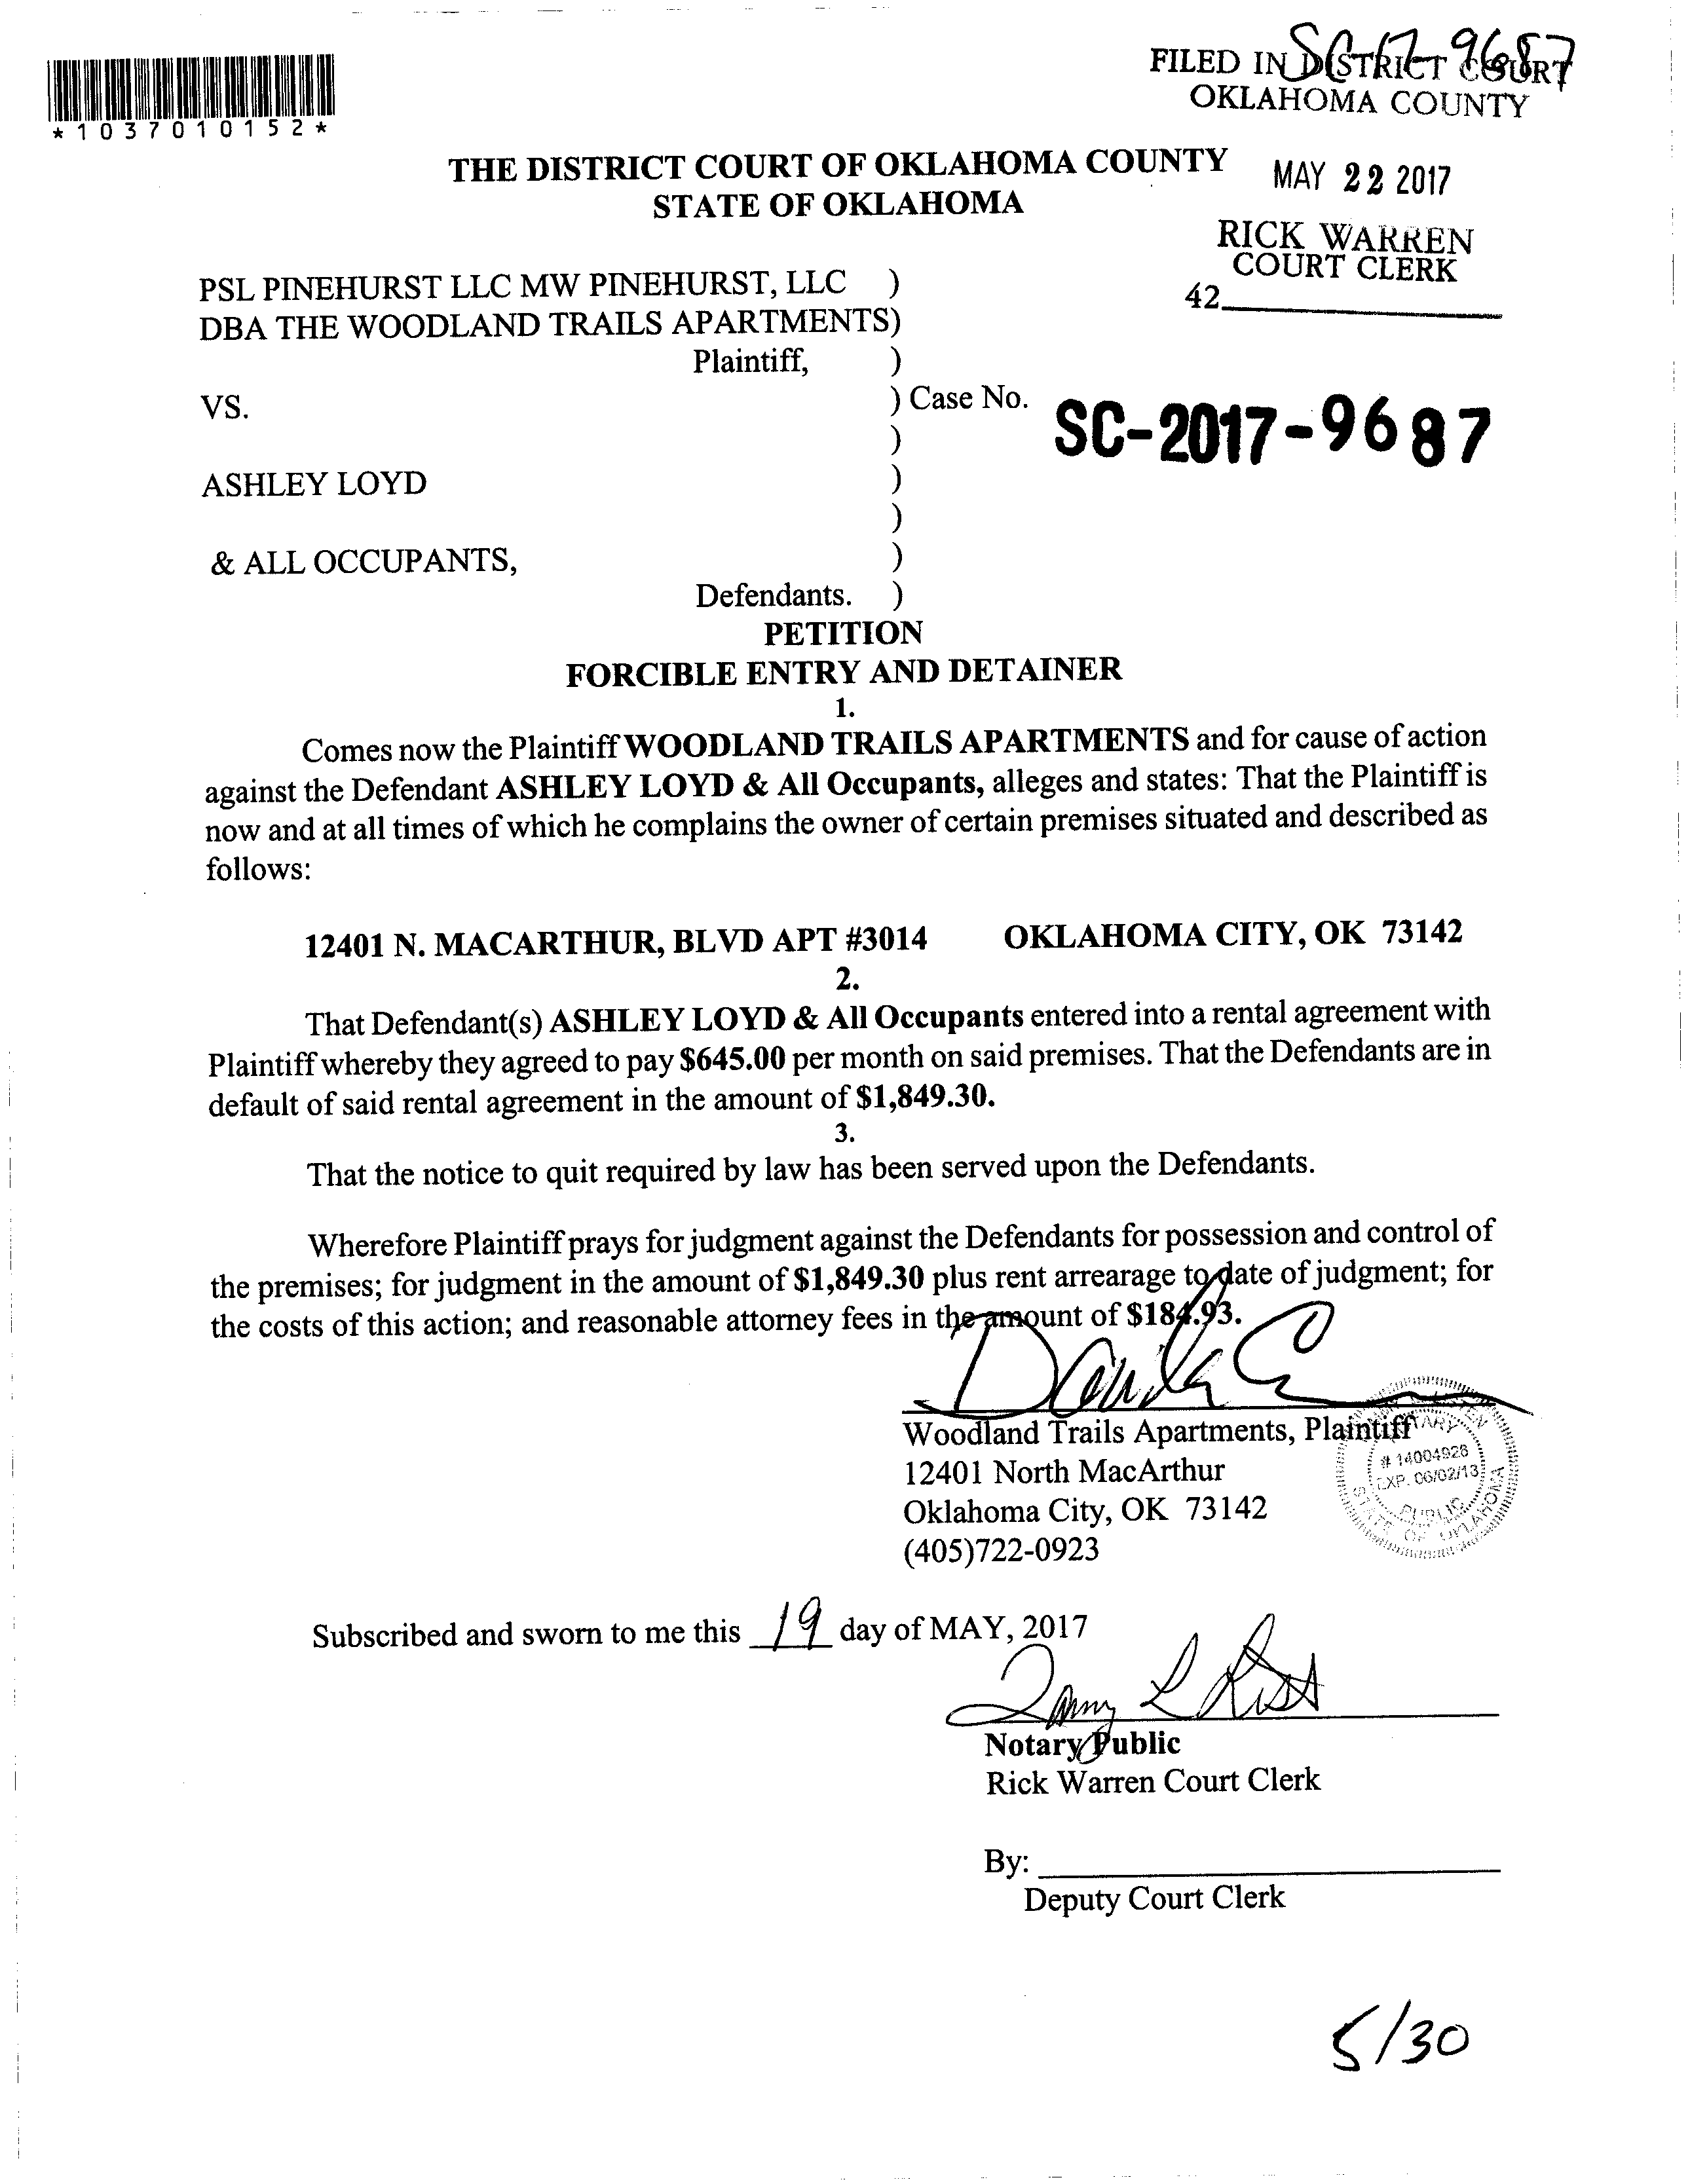 SC-17-9687
FILED IN DISTRICT COURT
OKLAHOMA COUNTY
*1037010152*
THE DISTRICT COURT OF OKLAHOMA COUNTY
STATE OF OKLAHOMA
MAY 22 2017
RICK WARREN
COURT CLERK
42
PSL PINEHURST LLC MW PINEHURST, LLC )
DBA THE WOODLAND TRAILS APARTMENTS)
Plaintiff, )
VS. ) Case No. SC-2017-9687
)
ASHLEY LOYD )
)
& ALL OCCUPANTS, )
Defendants. )
PETITION
FORCIBLE ENTRY AND DETAINER
1.
Comes now the Plaintiff WOODLAND TRAILS APARTMENTS and for cause of action
against the Defendant ASHLEY LOYD & All Occupants, alleges and states: That the Plaintiff is
now and at all times of which he complains the owner of certain premises situated and described as
follows:
12401 N. MACARTHUR, BLVD APT #3014 OKLAHOMA CITY, OK 73142
2.
That Defendant(s) ASHLEY LOYD & All Occupants entered into a rental agreement with
Plaintiff whereby they agreed to pay $645.00 per month on said premises. That the Defendants are in
default of said rental agreement in the amount of $1,849.30.
3.
That the notice to quit required by law has been served upon the Defendants.
Wherefore Plaintiff prays for judgment against the Defendants for possession and control of
the premises; for judgment in the amount of $1,849.30 plus rent arrearage to date of judgment; for
the costs of this action; and reasonable attorney fees in the amount of $184.93.
Woodland Trails Apartments, Plaintiff
12401 North MacArthur
Oklahoma City, OK 73142
(405)722-0923
NOTARY
# 14004928
EXP. 06/02/13
PUBLIC
STATE OF OKLAHOMA
Subscribed and sworn to me this 19 day of MAY, 2017
Notary Public
Rick Warren Court Clerk
By:
Deputy Court Clerk
5/30